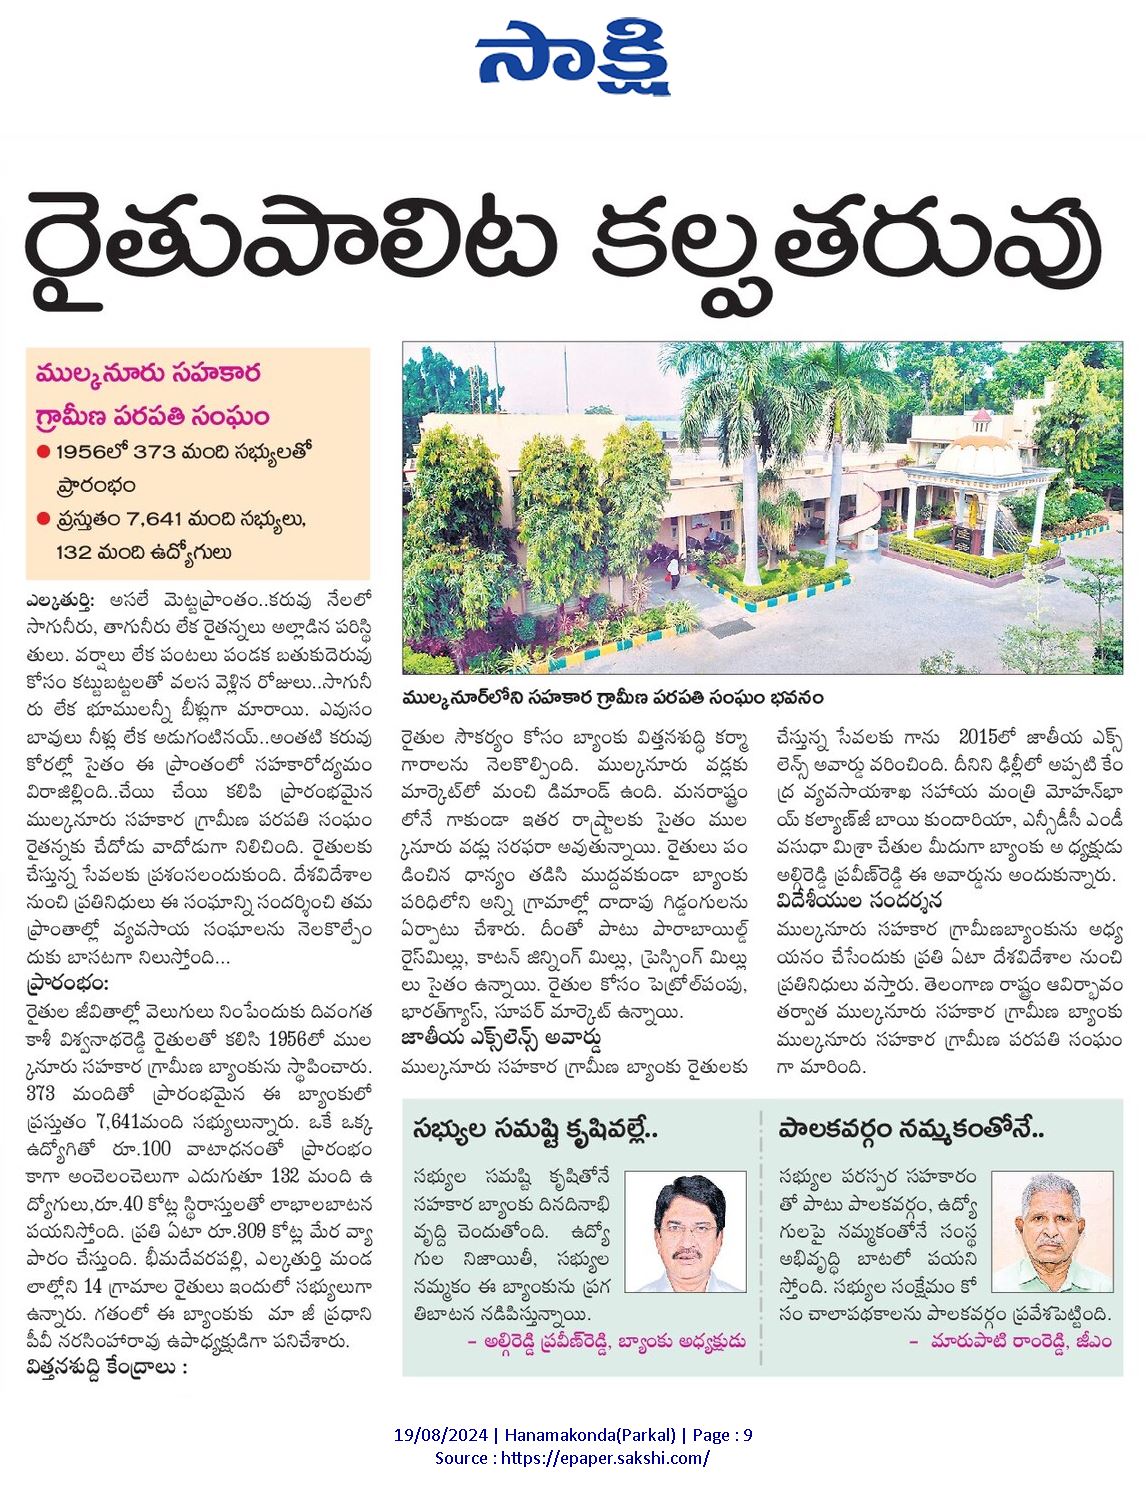 సాక్షి
రైతుపాలిట కల్పతరువు
ముల్కనూరు సహకార
గ్రామీణ పరపతి సంఘం
● 1956లో 373 మంది సభ్యులతో
ప్రారంభం
● ప్రస్తుతం 7,641 మంది సభ్యులు,
132 మంది ఉద్యోగులు
ఎల్కతుర్తి: అసలే మెట్టప్రాంతం..కరువు నేలలో
సాగునీరు, తాగునీరు లేక రైతన్నలు అల్లాడిన పరిస్థి
తులు. వర్షాలు లేక పంటలు పండక బతుకుదెరువు
కోసం కట్టుబట్టలతో వలస వెళ్లిన రోజులు..సాగునీ
రు లేక భూములన్నీ బీళ్లుగా మారాయి. ఎవుసం
బావులు నీళ్లు లేక అడుగంటినయ్..అంతటి కరువు
కోరల్లో సైతం ఈ ప్రాంతంలో సహకారోద్యమం
విరాజిల్లింది..చేయి చేయి కలిపి ప్రారంభమైన
ముల్కనూరు సహకార గ్రామీణ పరపతి సంఘం
రైతన్నకు చేదోడు వాదోడుగా నిలిచింది. రైతులకు
చేస్తున్న సేవలకు ప్రశంసలందుకుంది. దేశవిదేశాల
నుంచి ప్రతినిధులు ఈ సంఘాన్ని సందర్శించి తమ
ప్రాంతాల్లో వ్యవసాయ సంఘాలను నెలకొల్పేం
దుకు బాసటగా నిలుస్తోంది...
ప్రారంభం:
రైతుల జీవితాల్లో వెలుగులు నింపేందుకు దివంగత
కాశీ విశ్వనాథరెడ్డి రైతులతో కలిసి 1956లో ముల
్కనూరు సహకార గ్రామీణ బ్యాంకును స్థాపించారు.
373 మందితో ప్రారంభమైన ఈ బ్యాంకులో
ప్రస్తుతం 7,641మంది సభ్యులున్నారు. ఒకే ఒక్క
ఉద్యోగితో రూ.100 వాటాధనంతో ప్రారంభం
కాగా అంచెలంచెలుగా ఎదుగుతూ 132 మంది ఉ
ద్యోగులు,రూ.40 కోట్ల స్థిరాస్తులతో లాభాలబాటన
పయనిస్తోంది. ప్రతి ఏటా రూ.309 కోట్ల మేర వ్యా
పారం చేస్తుంది. భీమదేవరపల్లి, ఎల్కతుర్తి మండ
లాల్లోని 14 గ్రామాల రైతులు ఇందులో సభ్యులుగా
ఉన్నారు. గతంలో ఈ బ్యాంకుకు మా జీ ప్రధాని
పీవీ నరసింహారావు ఉపాధ్యక్షుడిగా పనిచేశారు.
విత్తనశుద్ది కేంద్రాలు :
ముల్కనూర్‌లోని సహకార గ్రామీణ పరపతి సంఘం భవనం
రైతుల సౌకర్యం కోసం బ్యాంకు విత్తనశుద్ధి కర్మా
గారాలను నెలకొల్పింది. ముల్కనూరు వడ్లకు
మార్కెట్‌లో మంచి డిమాండ్ ఉంది. మనరాష్ట్రం
లోనే గాకుండా ఇతర రాష్ట్రాలకు సైతం ముల
్కనూరు వడ్లు సరఫరా అవుతున్నాయి. రైతులు పం
డించిన ధాన్యం తడిసి ముద్దవకుండా బ్యాంకు
పరిధిలోని అన్ని గ్రామాల్లో దాదాపు గిడ్డంగులను
ఏర్పాటు చేశారు. దీంతో పాటు పారాబాయిల్డ్
రైస్‌మిల్లు, కాటన్ జిన్నింగ్ మిల్లు, ప్రెస్సింగ్ మిల్లు
లు సైతం ఉన్నాయి. రైతుల కోసం పెట్రోల్‌పంపు,
భారత్‌గ్యాస్, సూపర్ మార్కెట్ ఉన్నాయి.
జాతీయ ఎక్స్‌లెన్స్ అవార్డు
ముల్కనూరు సహకార గ్రామీణ బ్యాంకు రైతులకు
చేస్తున్న సేవలకు గాను 2015లో జాతీయ ఎక్స్
లెన్స్ అవార్డు వరించింది. దీనిని ఢిల్లీలో అప్పటి కేం
ద్ర వ్యవసాయశాఖ సహాయ మంత్రి మోహన్‌భా
య్ కల్యాణ్‌జీ బాయి కుందారియా, ఎన్సీడీసీ ఎండీ
వసుధా మిశ్రా చేతుల మీదుగా బ్యాంకు అ ధ్యక్షుడు
అల్గిరెడ్డి ప్రవీణ్‌రెడ్డి ఈ అవార్డును అందుకున్నారు.
విదేశీయుల సందర్శన
ముల్కనూరు సహకార గ్రామీణబ్యాంకును అధ్య
యనం చేసేందుకు ప్రతి ఏటా దేశవిదేశాల నుంచి
ప్రతినిధులు వస్తారు. తెలంగాణ రాష్ట్రం ఆవిర్భావం
తర్వాత ముల్కనూరు సహకార గ్రామీణ బ్యాంకు
ముల్కనూరు సహకార గ్రామీణ పరపతి సంఘం
గా మారింది.
సభ్యుల సమష్టి కృషివల్లే..
సభ్యుల సమష్టి కృషితోనే
సహకార బ్యాంకు దినదినాభి
వృద్ది చెందుతోంది. ఉద్యో
గుల నిజాయితీ, సభ్యుల
నమ్మకం ఈ బ్యాంకును ప్రగ
తిబాటన నడిపిస్తున్నాయి.
– అల్గిరెడ్డి ప్రవీణ్‌రెడ్డి, బ్యాంకు అధ్యక్షుడు
పాలకవర్గం నమ్మకంతోనే..
సభ్యుల పరస్పర సహకారం
తో పాటు పాలకవర్గం, ఉద్యో
గులపై నమ్మకంతోనే సంస్థ
అభివృద్ధి బాటలో పయని
స్తోంది. సభ్యుల సంక్షేమం కో
సం చాలాపథకాలను పాలకవర్గం ప్రవేశపెట్టింది.
– మారుపాటి రాంరెడ్డి, జీఎం
19/08/2024 | Hanamakonda(Parkal) | Page : 9
Source : https://epaper.sakshi.com/